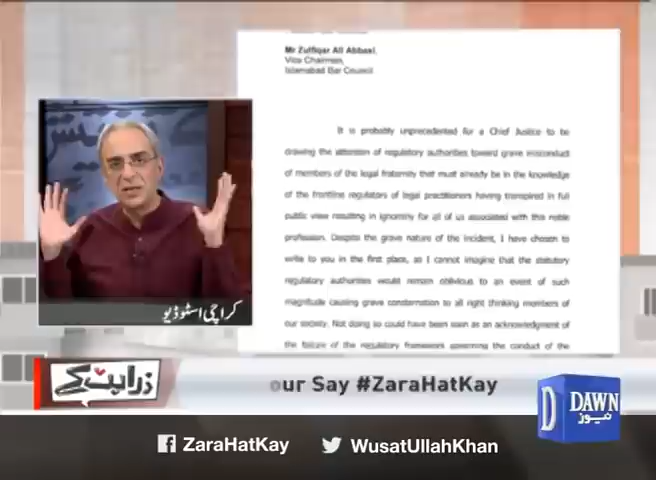 Mr Zulfiqar Ali Abbasi,
Vice Chairman,
Islamabad Bar Council
It is probably unprecedented for a Chief Justice to be
drawing the attention of regulatory authorities toward grave misconduct
of members of the legal fraternity that must already be in the knowledge
of the frontline regulators of legal practitioners having transpired in full
public view resulting in ignominy for all of us associated with this noble
profession. Despite the grave nature of the incident, I have chosen to
write to you in the first place, as I cannot imagine that the statutory
regulatory authorities would remain oblivious to an event of such
magnitude causing grave consternation to all right thinking members of
our society. Not doing so could have been seen as an acknowledgment of
the failure of the regulatory framework governing the conduct of the
کراچی اسٹوڈیو
ذرا ہٹ کے
our Say #ZaraHatKay
DAWN
نیوز
ZaraHatKay
WusatUllahKhan